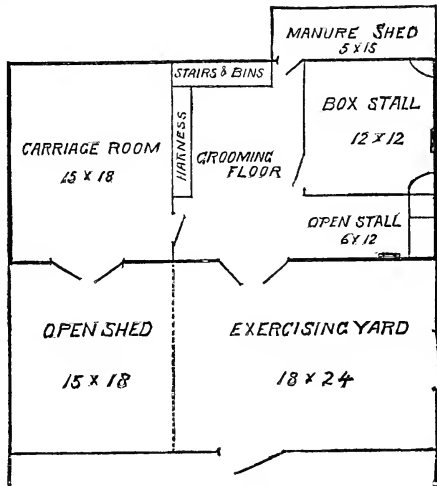 MANURE SHED
5 x 15
STAIRS & BINS
BOX STALL
12 x 12
HARNESS
CARRIAGE ROOM
15 x 18
GROOMING
FLOOR
OPEN STALL
6 x 12
OPEN SHED
15 x 18
EXERCISING YARD
18 x 24